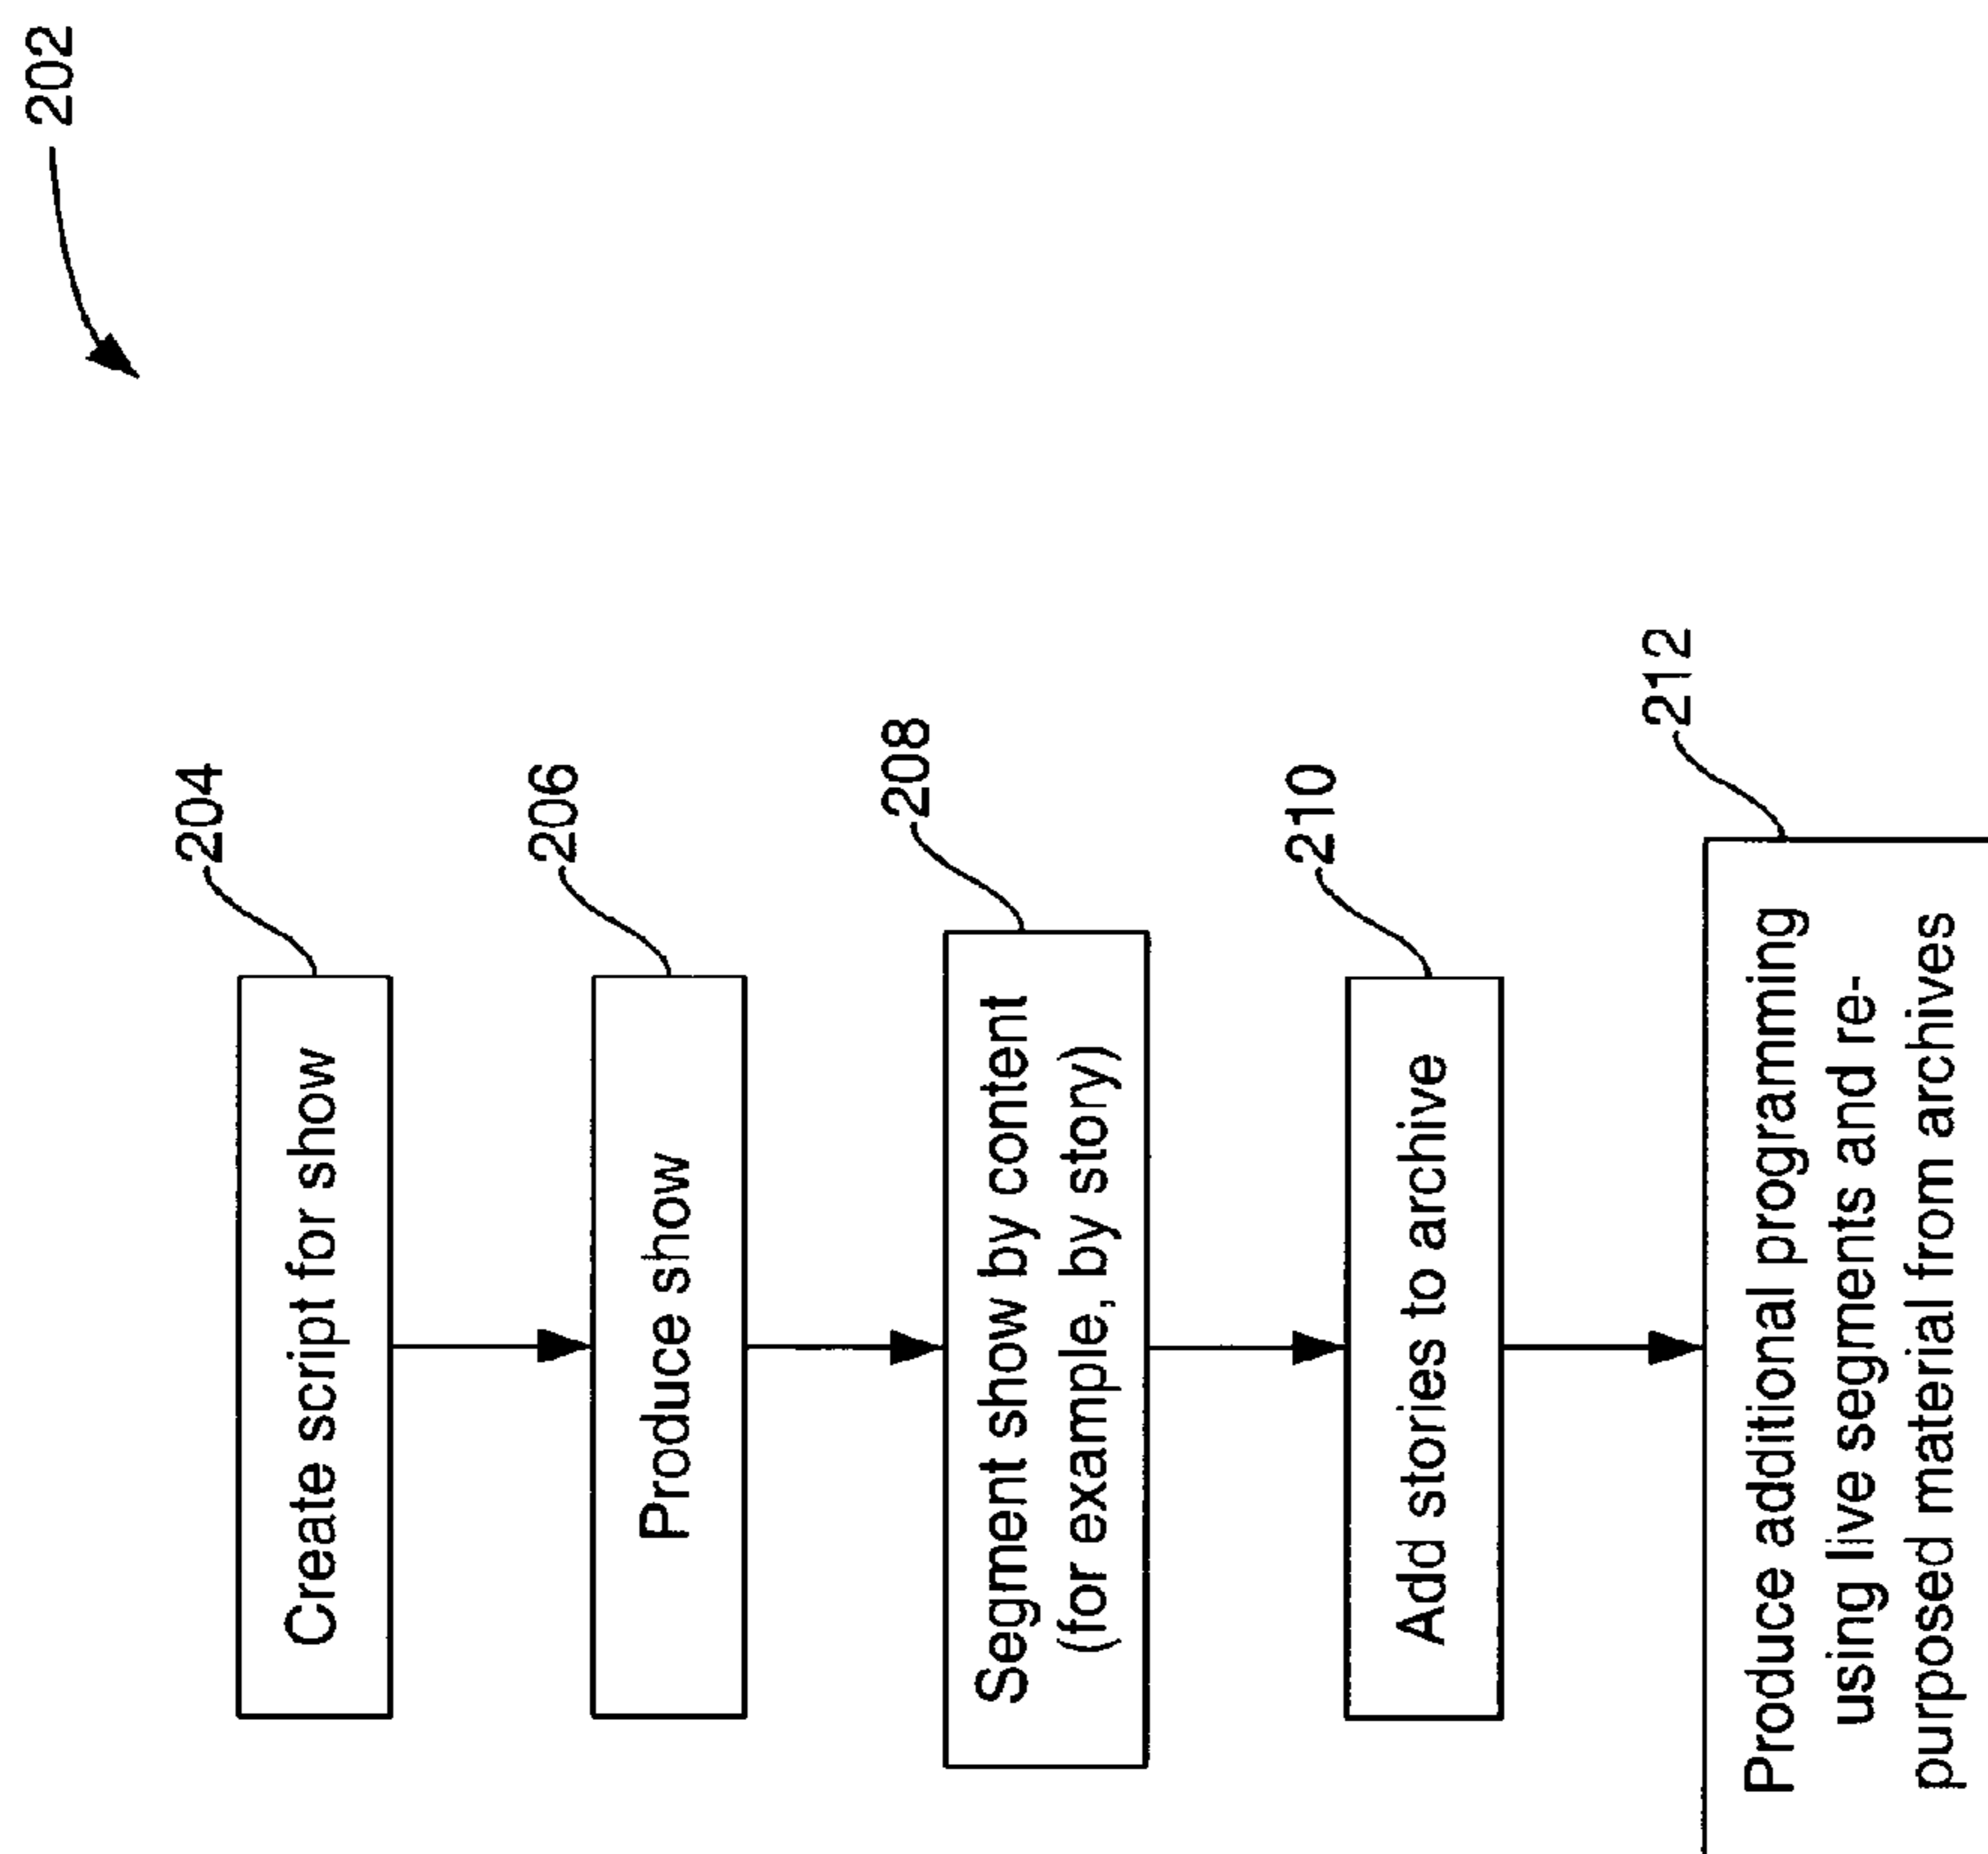 202
204
Create script for show
206
Produce show
208
Segment show by content
(for example, by story)
210
Add stories to archive
212
Produce additional programming
using live segments and re-
purposed material from archives